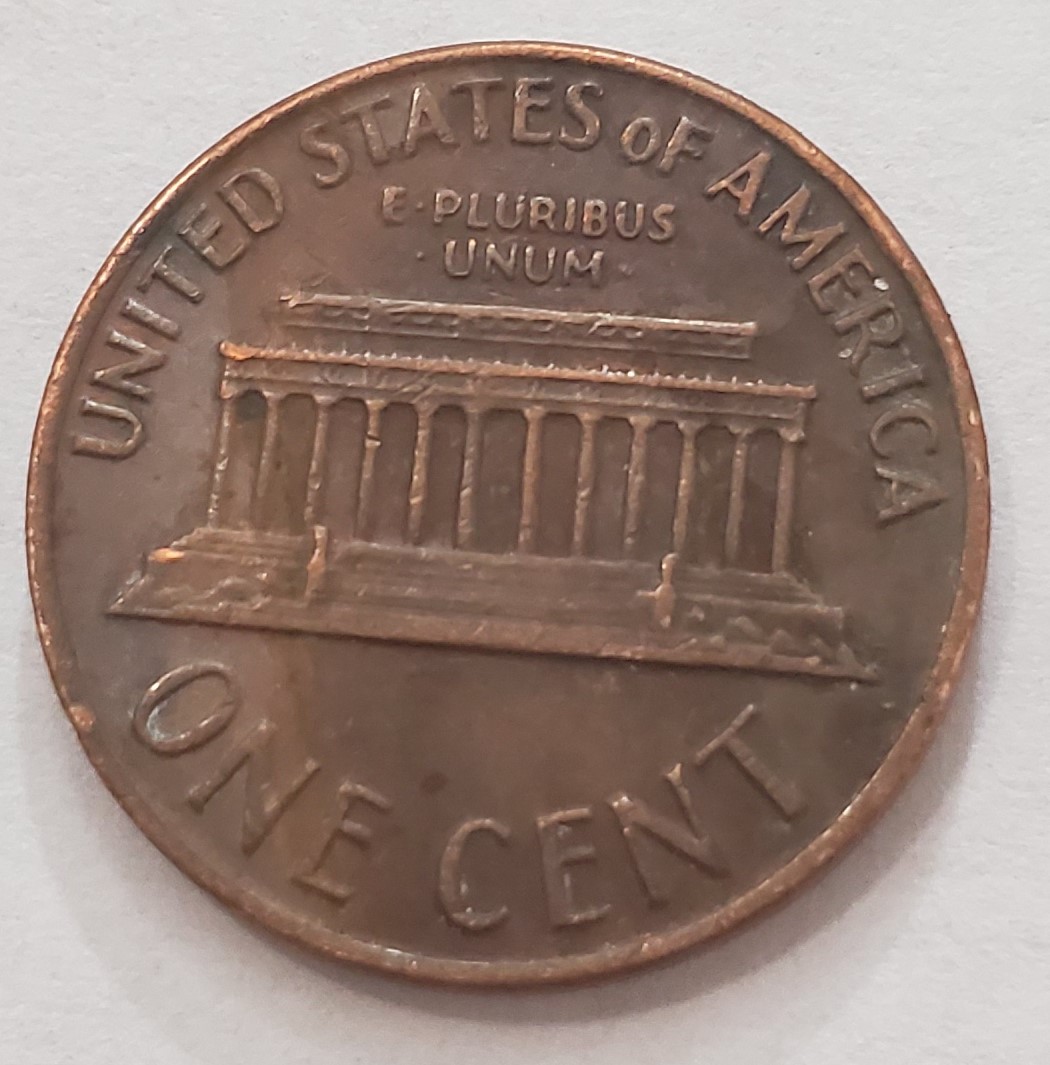 UNITED STATES oF AMERICA
E·PLURIBUS
·UNUM·
ONE CENT